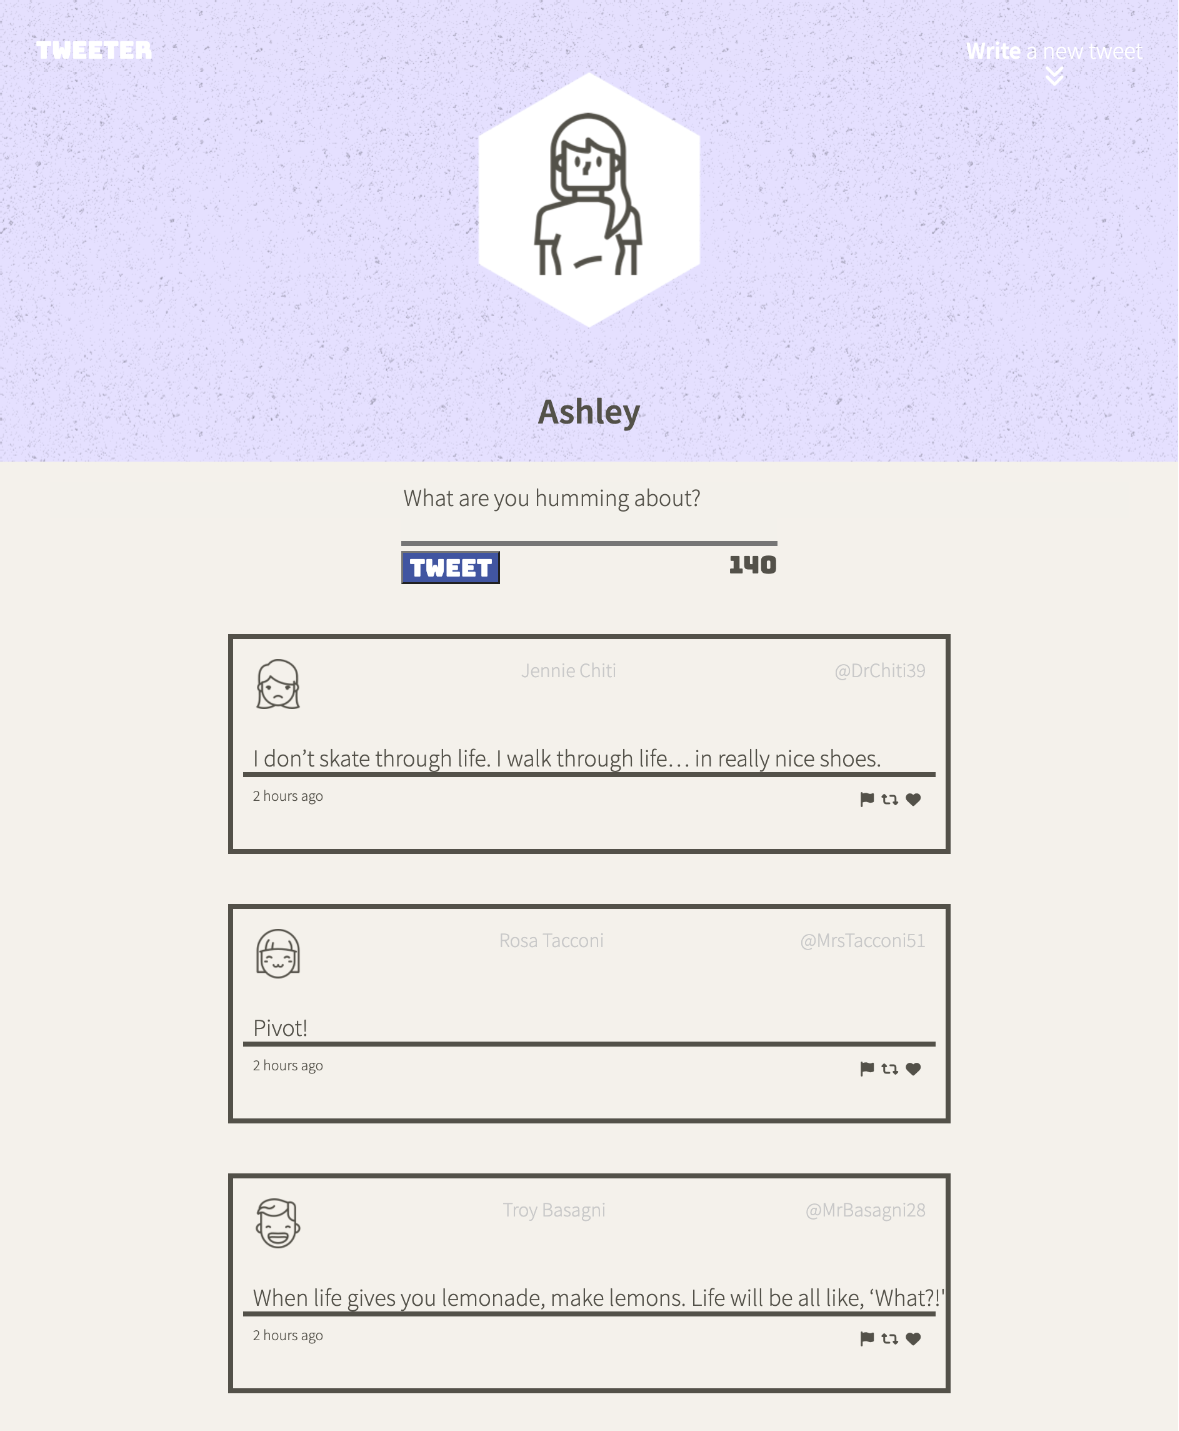 TWEETER
Write a new tweet
Ashley
What are you humming about?
TWEET 140
Jennie Chiti @DrChiti39
I don’t skate through life. I walk through life… in really nice shoes.
2 hours ago
Rosa Tacconi @MrsTacconi51
Pivot!
2 hours ago
Troy Basagni @MrBasagni28
When life gives you lemonade, make lemons. Life will be all like, ‘What?!'
2 hours ago